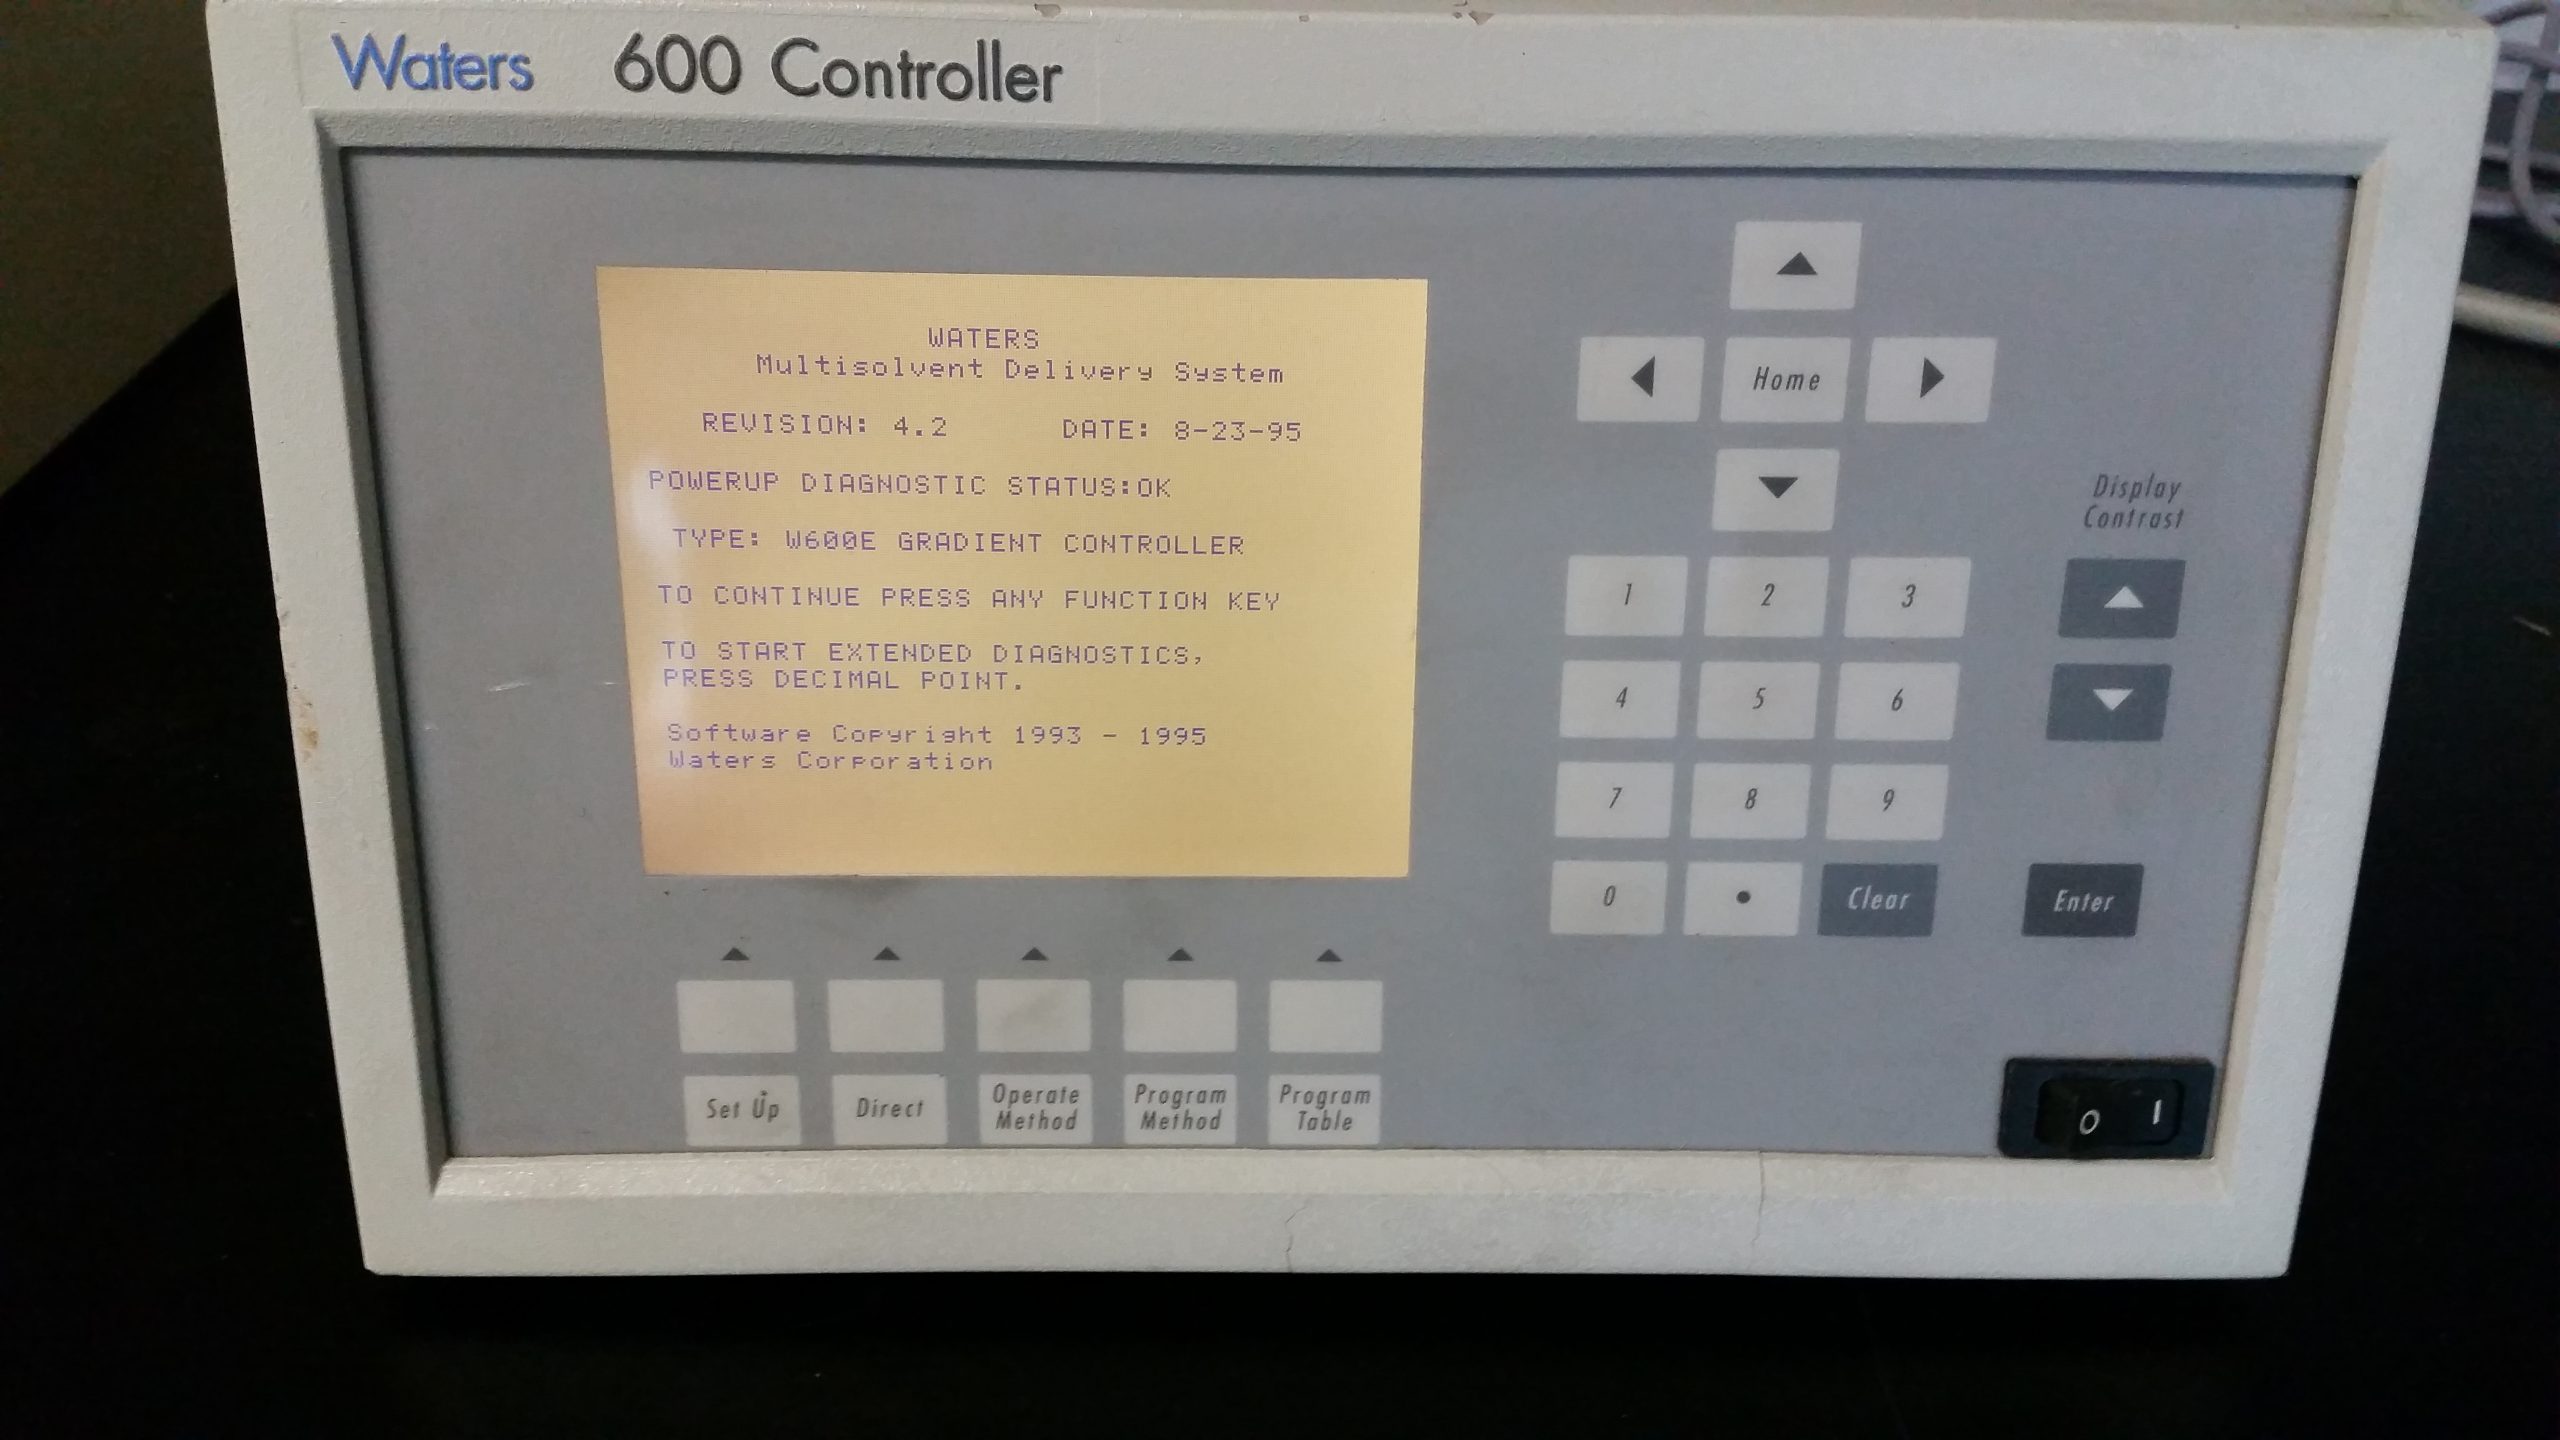 Waters 600 Controller
WATERS
Multisolvent Delivery System
REVISION: 4.2 DATE: 8-23-95
POWERUP DIAGNOSTIC STATUS:OK
TYPE: W600E GRADIENT CONTROLLER
TO CONTINUE PRESS ANY FUNCTION KEY
TO START EXTENDED DIAGNOSTICS,
PRESS DECIMAL POINT.
Software Copyright 1993 - 1995
Waters Corporation
Home
Display
Contrast
1 2 3
4 5 6
7 8 9
0 • Clear Enter
Set Up
Direct
Operate
Method
Program
Method
Program
Table
O I